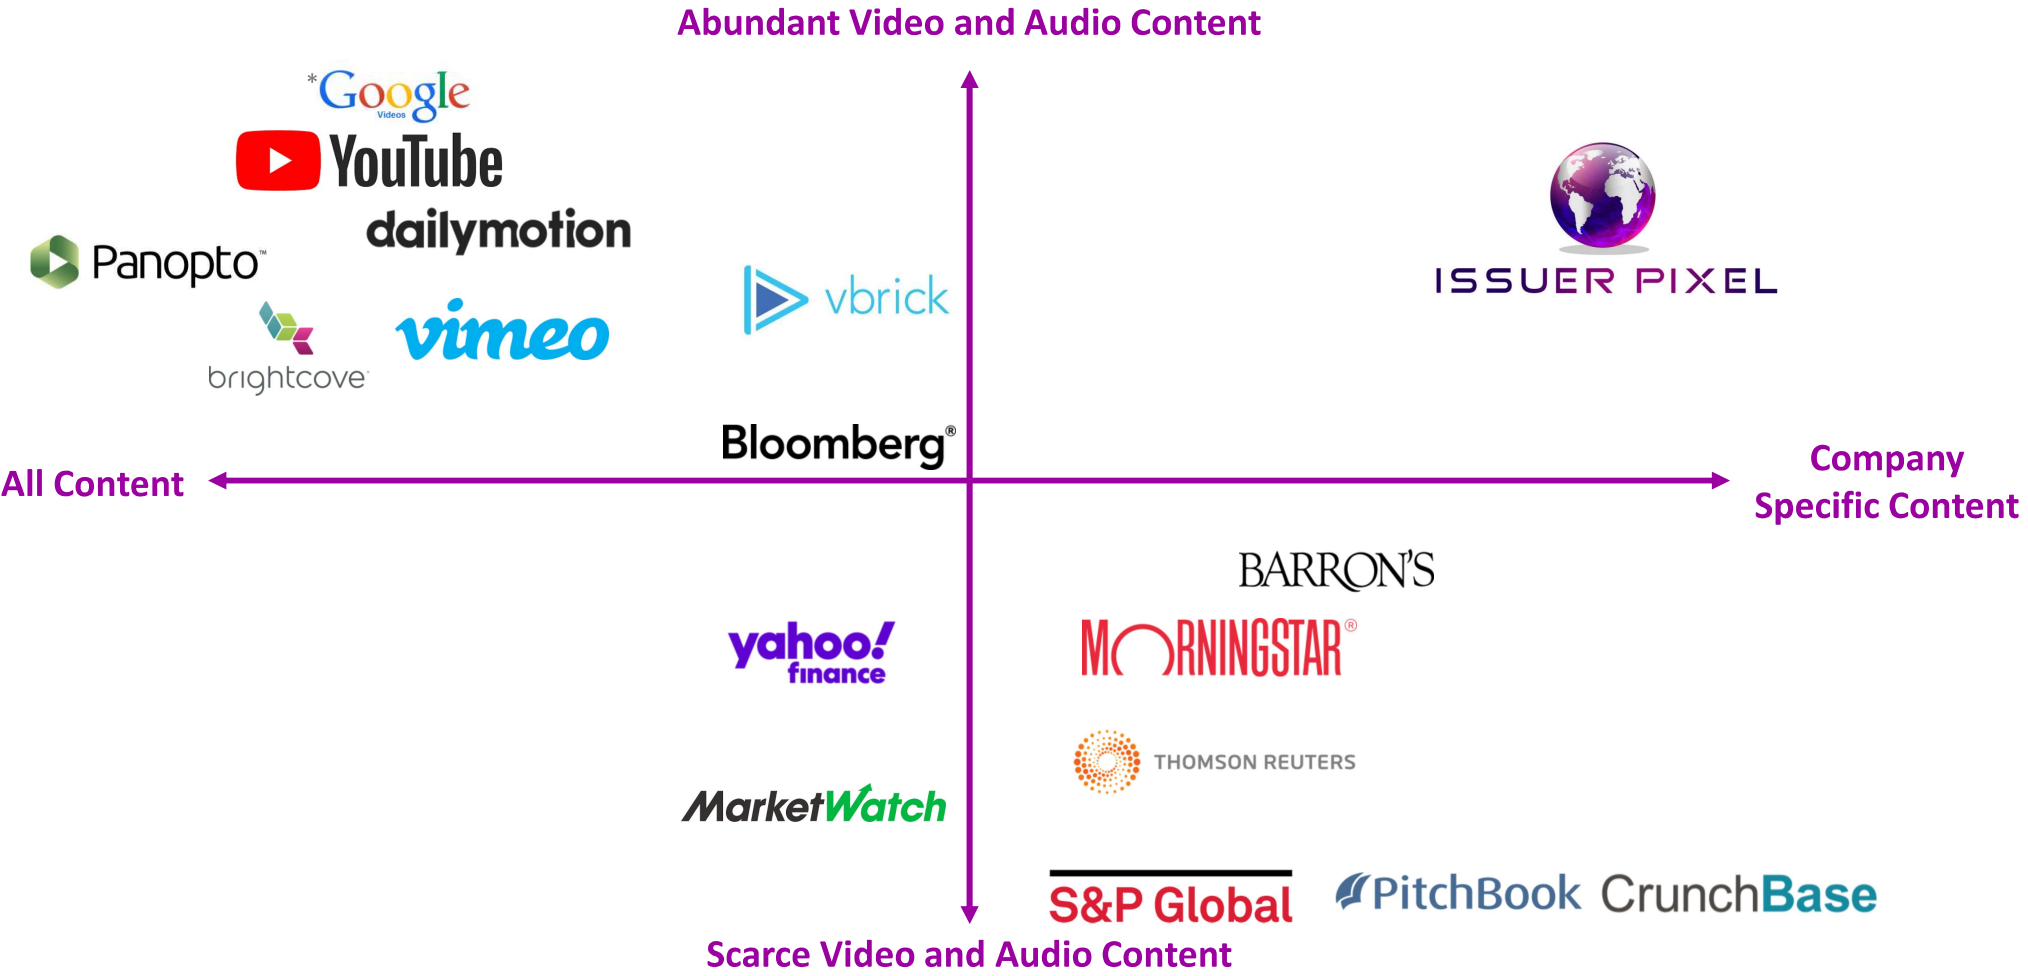 Abundant Video and Audio Content
*Google
Videos
YouTube
dailymotion
Panopto™
vbrick
ISSUER PIXEL
vimeo
brightcove
Bloomberg®
All Content
Company
Specific Content
BARRON'S
yahoo!
finance
MORNINGSTAR®
THOMSON REUTERS
MarketWatch
S&P Global
PitchBook
CrunchBase
Scarce Video and Audio Content